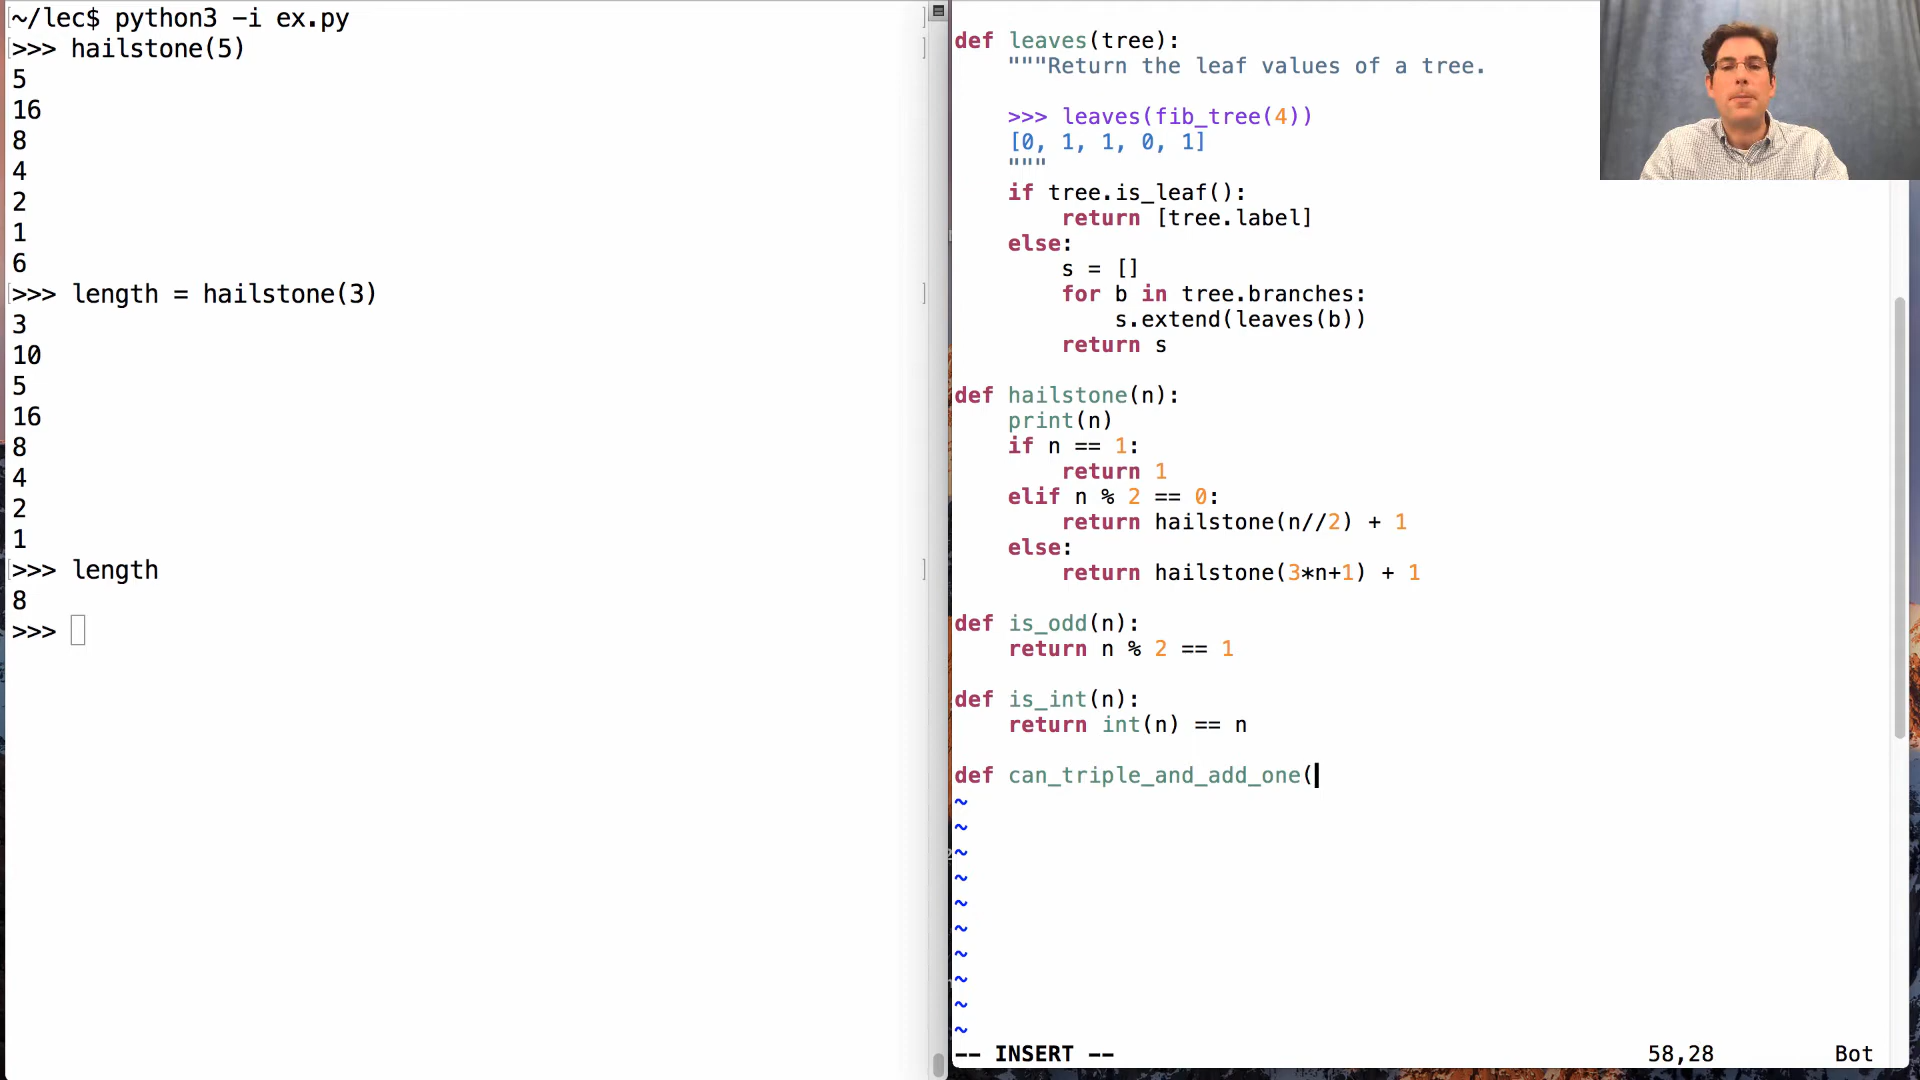 ~/lec$ python3 -i ex.py
>>> hailstone(5)
5
16
8
4
2
1
6
>>> length = hailstone(3)
3
10
5
16
8
4
2
1
>>> length
8
>>>
def leaves(tree):
    """Return the leaf values of a tree.

    >>> leaves(fib_tree(4))
    [0, 1, 1, 0, 1]
    """
    if tree.is_leaf():
        return [tree.label]
    else:
        s = []
        for b in tree.branches:
            s.extend(leaves(b))
        return s

def hailstone(n):
    print(n)
    if n == 1:
        return 1
    elif n % 2 == 0:
        return hailstone(n//2) + 1
    else:
        return hailstone(3*n+1) + 1

def is_odd(n):
    return n % 2 == 1

def is_int(n):
    return int(n) == n

def can_triple_and_add_one(
~
~
~
~
~
~
~
~
~
~
-- INSERT -- 58,28 Bot